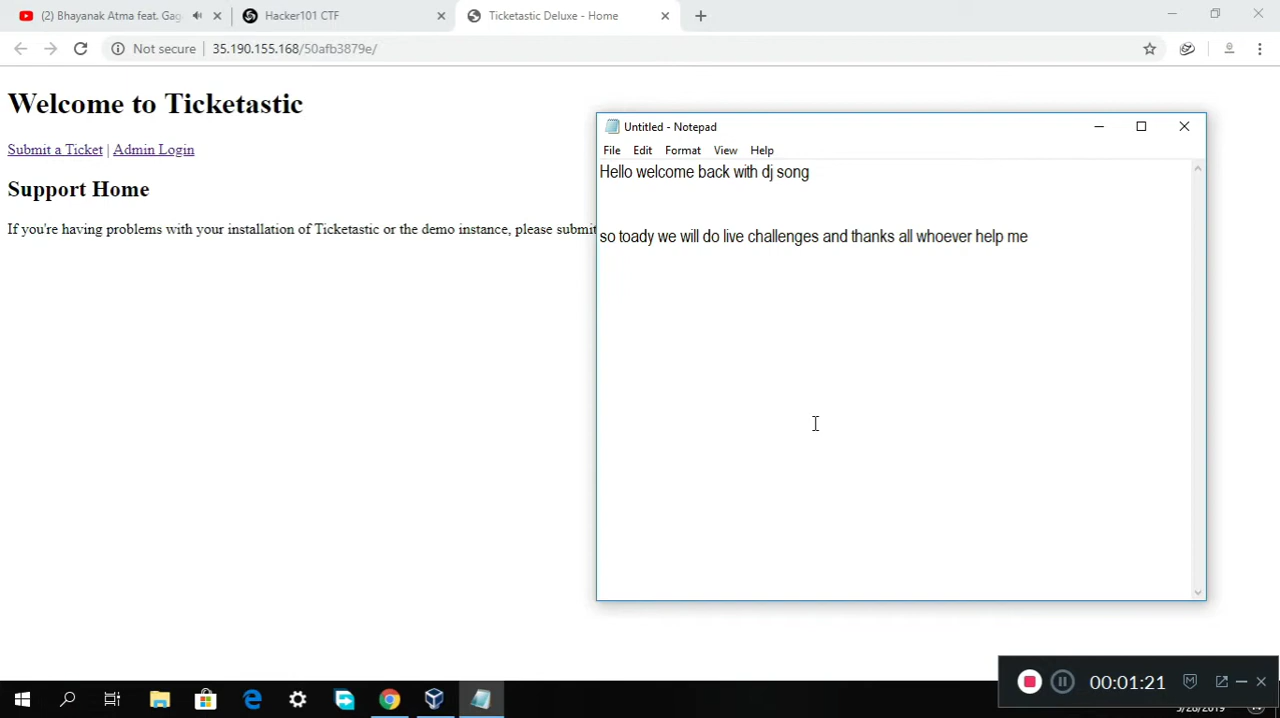 (2) Bhayanak Atma feat. Gag
Hacker101 CTF
Ticketastic Deluxe - Home
Not secure | 35.190.155.168/50afb3879e/
Welcome to Ticketastic
Submit a Ticket | Admin Login
Support Home
If you're having problems with your installation of Ticketastic or the demo instance, please submit
Untitled - Notepad
File Edit Format View Help
Hello welcome back with dj song
so toady we will do live challenges and thanks all whoever help me
00:01:21